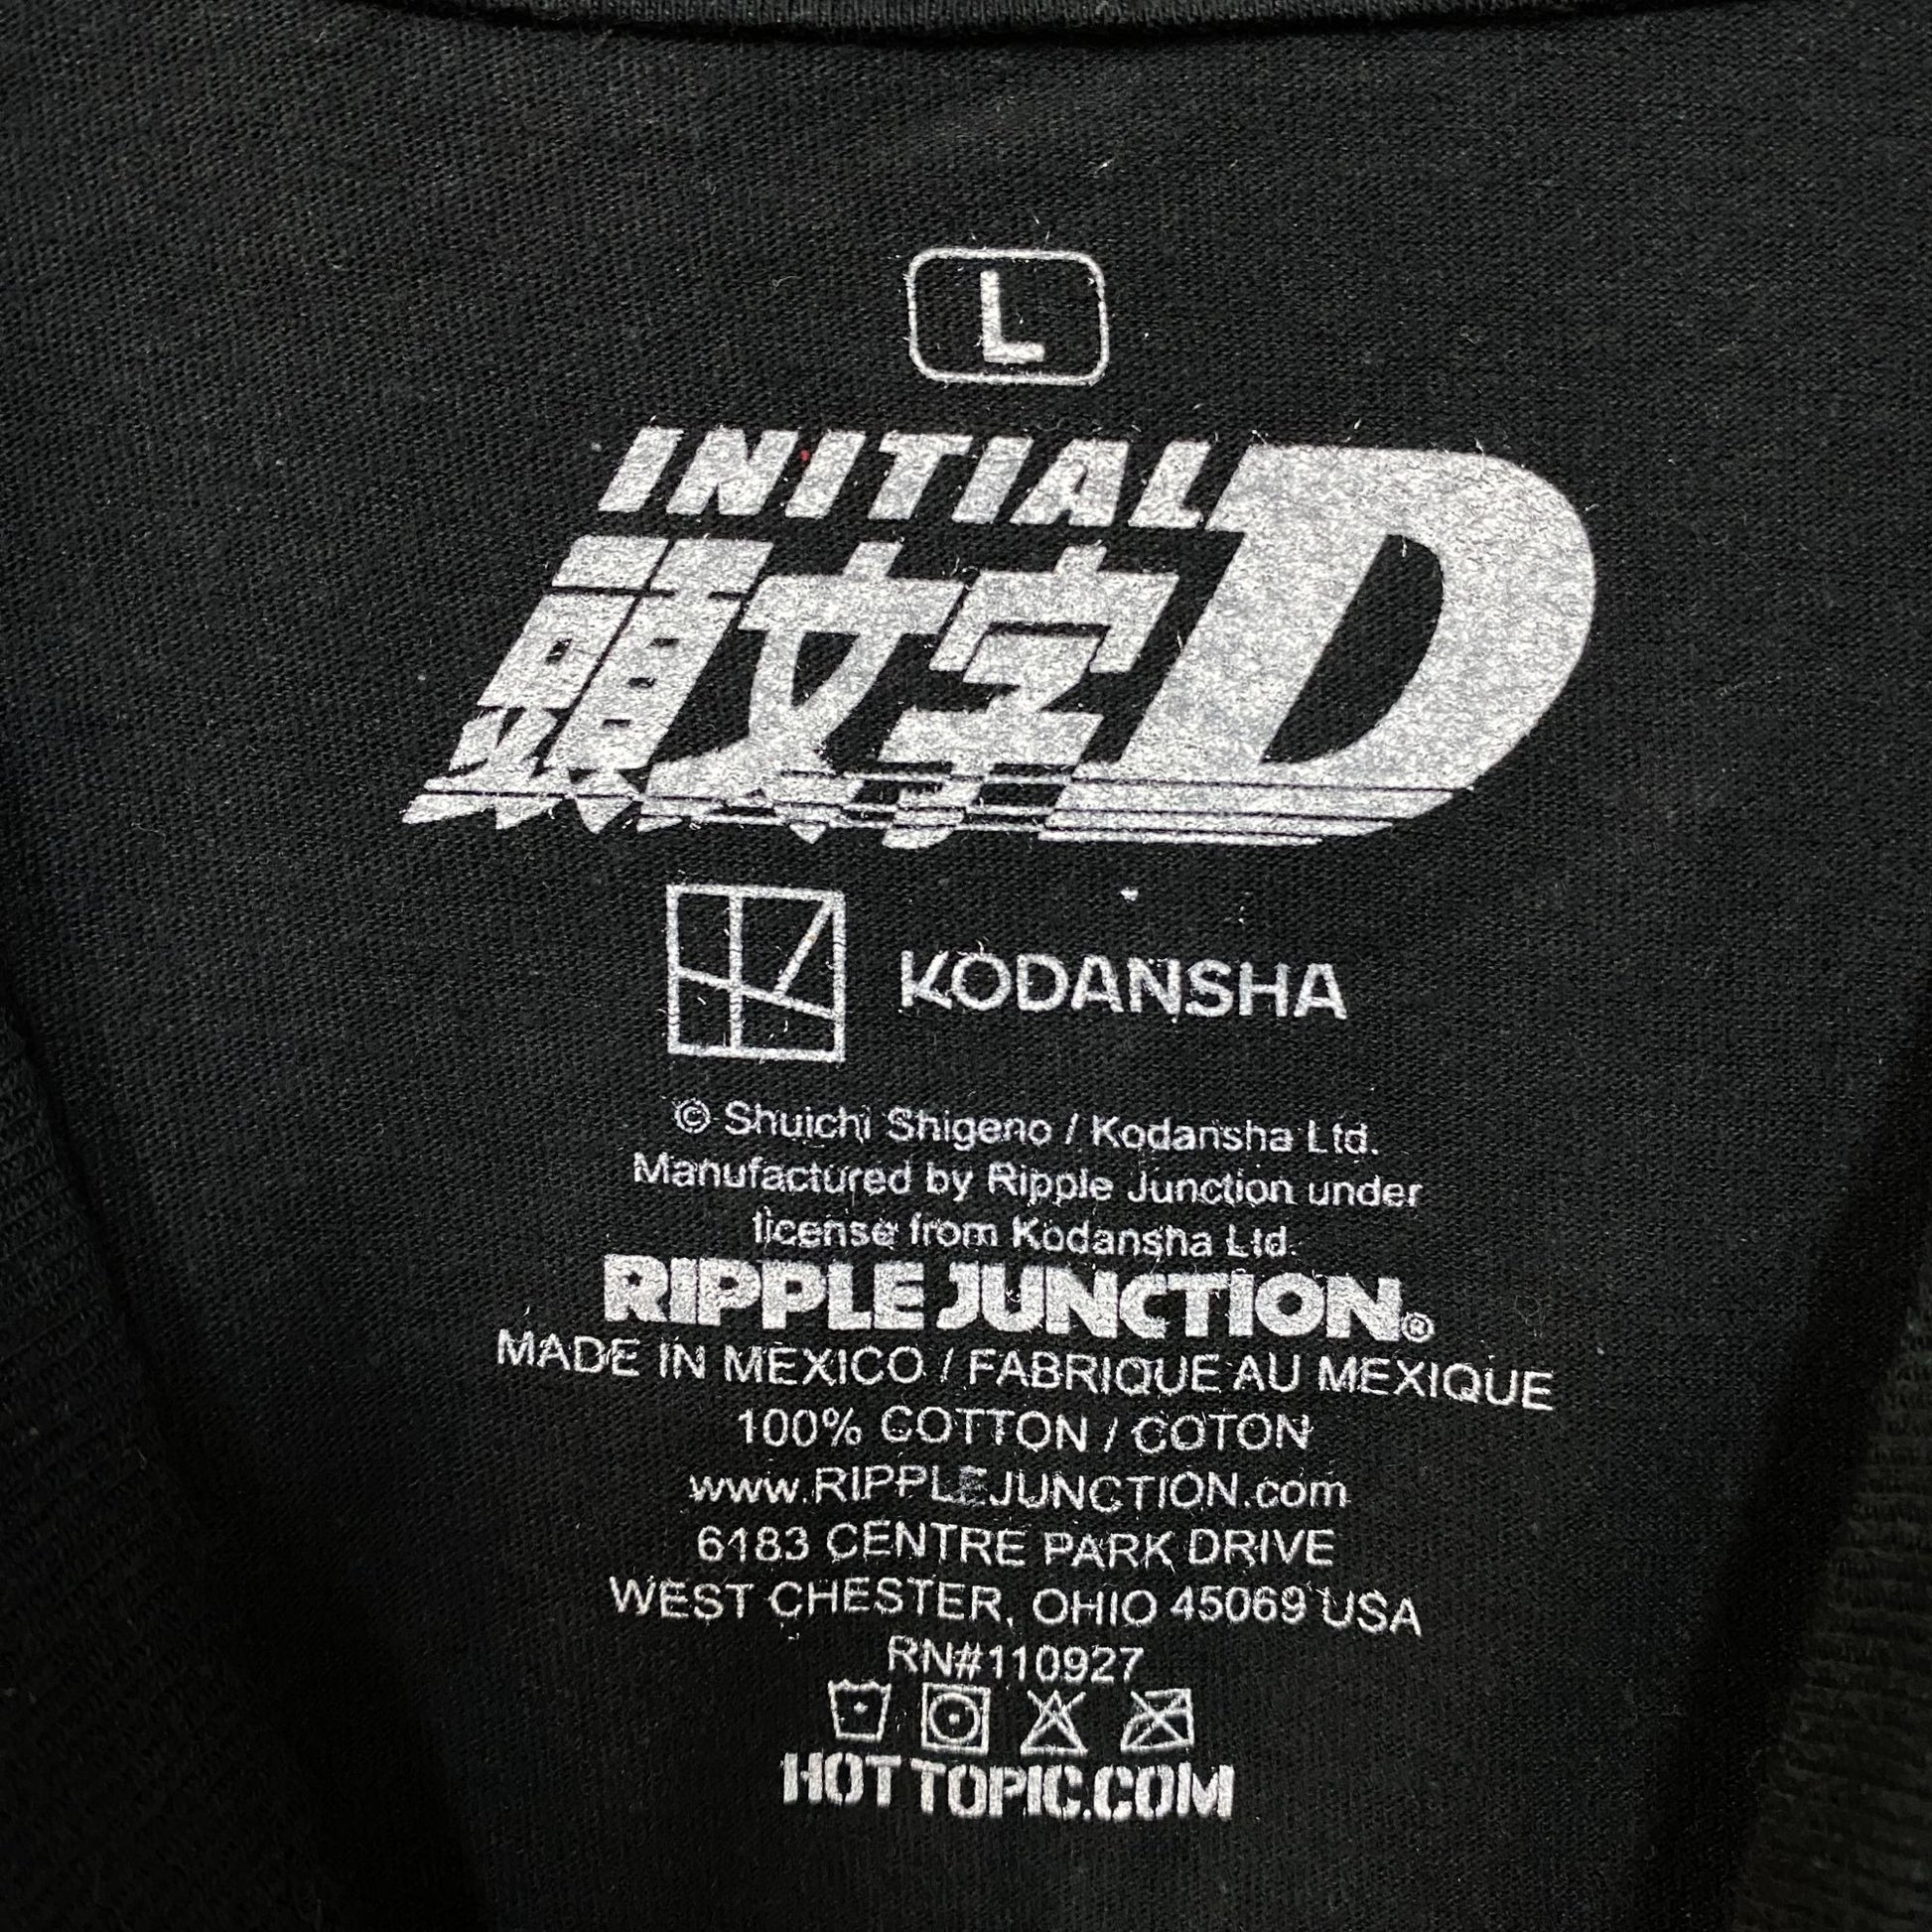 L
INITIAL D
頭文字
KODANSHA
© Shuichi Shigeno / Kodansha Ltd.
Manufactured by Ripple Junction under
license from Kodansha Ltd.
RIPPLE JUNCTION®
MADE IN MEXICO / FABRIQUE AU MEXIQUE
100% COTTON / COTON
www.RIPPLEJUNCTION.com
6183 CENTRE PARK DRIVE
WEST CHESTER, OHIO 45069 USA
RN#110927
HOT TOPIC.COM